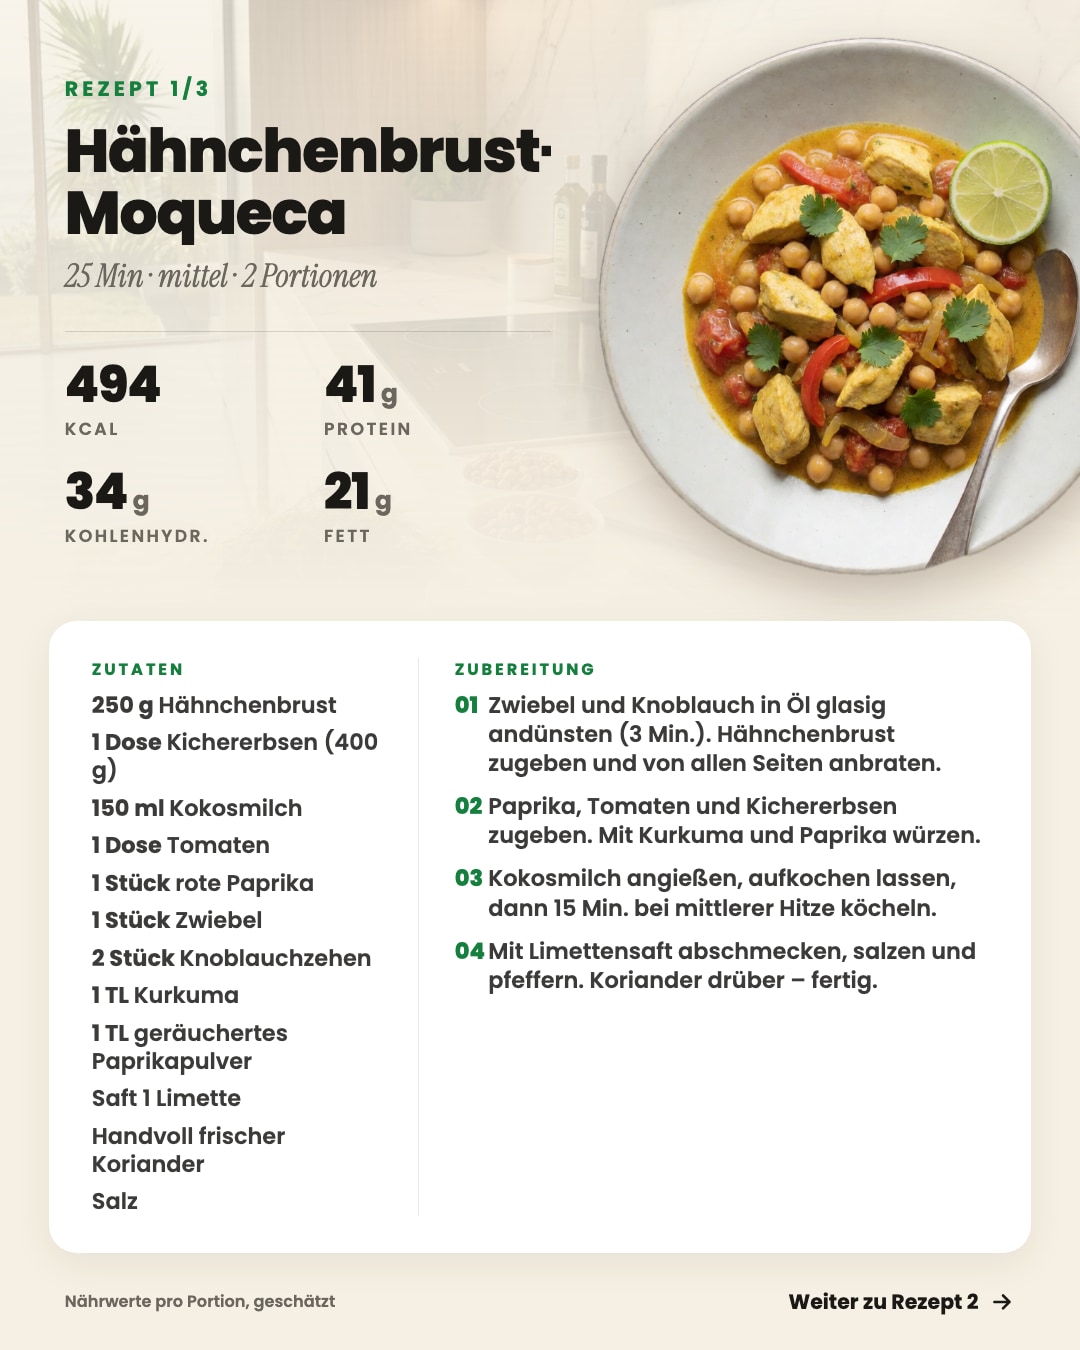 REZEPT 1/3
Hähnchenbrust-
Moqueca
25 Min · mittel · 2 Portionen
494
KCAL
41 g
PROTEIN
34 g
KOHLENHYDR.
21 g
FETT
ZUTATEN
250 g Hähnchenbrust
1 Dose Kichererbsen (400
g)
150 ml Kokosmilch
1 Dose Tomaten
1 Stück rote Paprika
1 Stück Zwiebel
2 Stück Knoblauchzehen
1 TL Kurkuma
1 TL geräuchertes
Paprikapulver
Saft 1 Limette
Handvoll frischer
Koriander
Salz
ZUBEREITUNG
01 Zwiebel und Knoblauch in Öl glasig
andünsten (3 Min.). Hähnchenbrust
zugeben und von allen Seiten anbraten.
02 Paprika, Tomaten und Kichererbsen
zugeben. Mit Kurkuma und Paprika würzen.
03 Kokosmilch angießen, aufkochen lassen,
dann 15 Min. bei mittlerer Hitze köcheln.
04 Mit Limettensaft abschmecken, salzen und
pfeffern. Koriander drüber – fertig.
Nährwerte pro Portion, geschätzt
Weiter zu Rezept 2 →